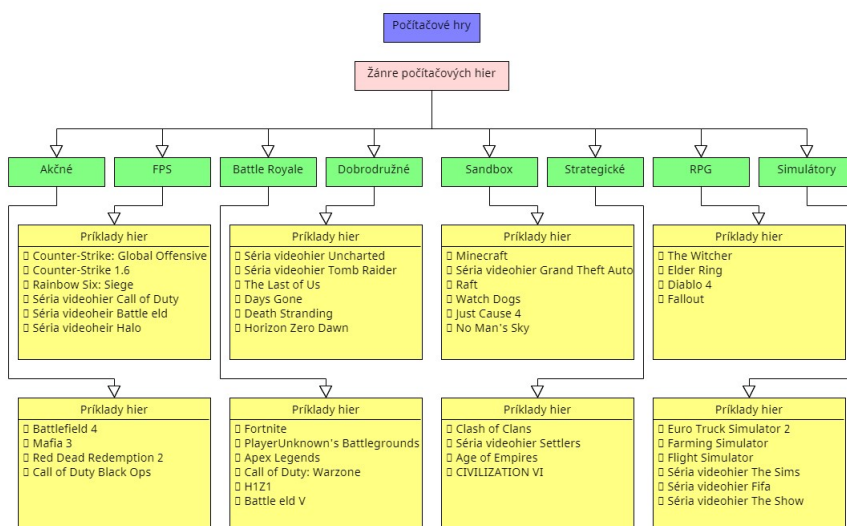 Počítačové hry
Žánre počítačových hier
Akčné
FPS
Battle Royale
Dobrodružné
Sandbox
Strategické
RPG
Simulátory
Príklady hier
Counter-Strike: Global Offensive
Counter-Strike 1.6
Rainbow Six: Siege
Séria videohier Call of Duty
Séria videoheir Battle eld
Séria videoheir Halo
Príklady hier
Séria videohier Uncharted
Séria videohier Tomb Raider
The Last of Us
Days Gone
Death Stranding
Horizon Zero Dawn
Príklady hier
Minecraft
Séria videohier Grand Theft Auto
Raft
Watch Dogs
Just Cause 4
No Man's Sky
Príklady hier
The Witcher
Elder Ring
Diablo 4
Fallout
Príklady hier
Battlefield 4
Mafia 3
Red Dead Redemption 2
Call of Duty Black Ops
Príklady hier
Fortnite
PlayerUnknown's Battlegrounds
Apex Legends
Call of Duty: Warzone
H1Z1
Battle eld V
Príklady hier
Clash of Clans
Séria videohier Settlers
Age of Empires
CIVILIZATION VI
Príklady hier
Euro Truck Simulator 2
Farming Simulator
Flight Simulator
Séria videohier The Sims
Séria videohier Fifa
Séria videohier The Show